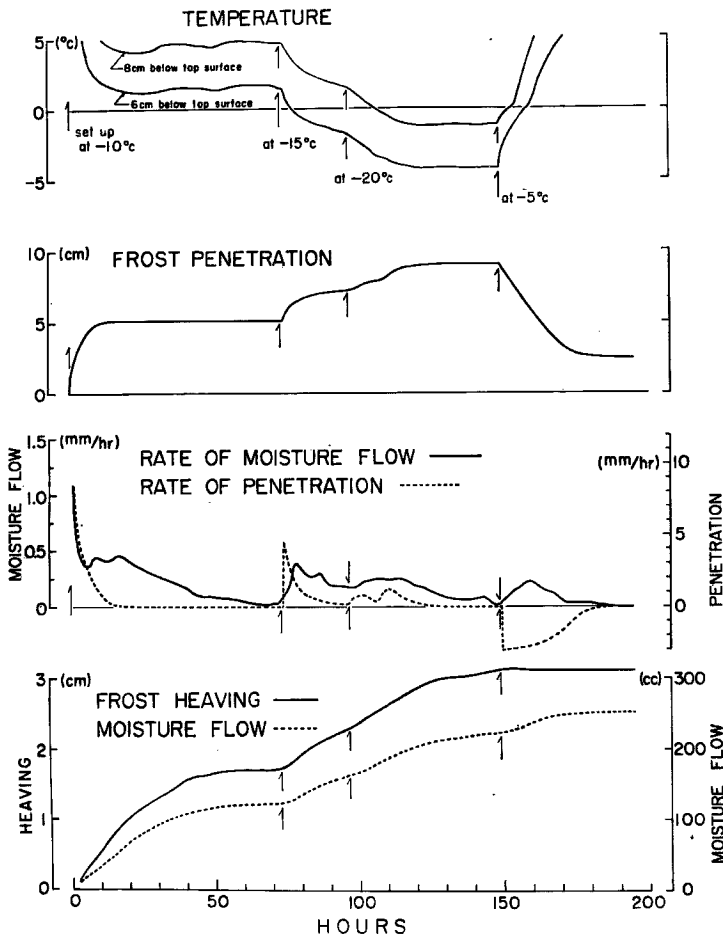 TEMPERATURE
5 (°c)
0
-5
8cm below top surface
6cm below top surface
set up
at -10°c
at -15°c
at -20°c
at -5°c
10 (cm)
FROST PENETRATION
5
0
1.5 (mm/hr)
1.0
0.5
0
MOISTURE FLOW
RATE OF MOISTURE FLOW
RATE OF PENETRATION
(mm/hr)
10
5
0
PENETRATION
3 (cm)
2
1
0
HEAVING
FROST HEAVING
MOISTURE FLOW
(cc) 300
200
100
0
MOISTURE FLOW
0 50 100 150 200
HOURS